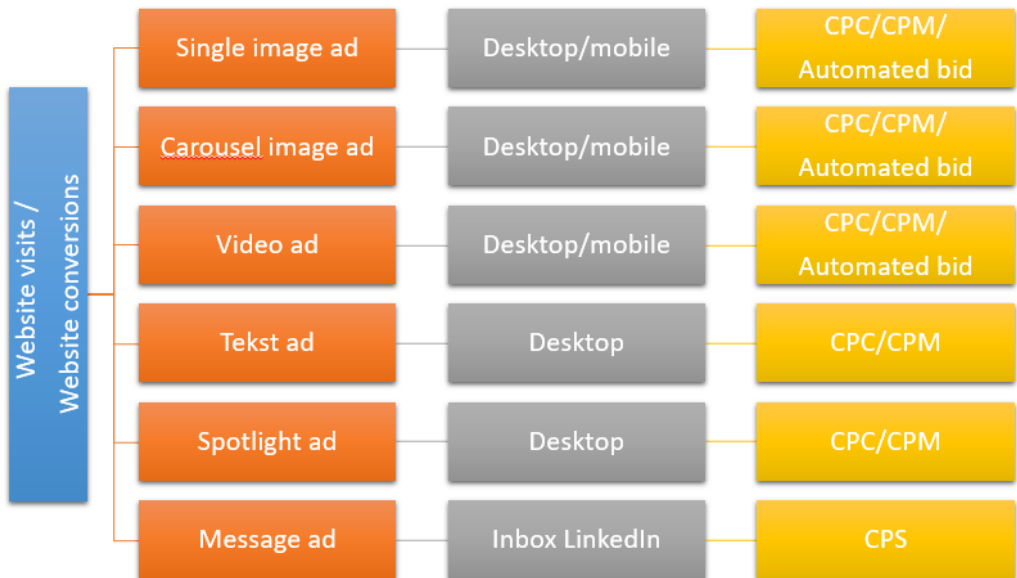 Website visits /
Website conversions
Single image ad
Desktop/mobile
CPC/CPM/
Automated bid
Carousel image ad
Desktop/mobile
CPC/CPM/
Automated bid
Video ad
Desktop/mobile
CPC/CPM/
Automated bid
Tekst ad
Desktop
CPC/CPM
Spotlight ad
Desktop
CPC/CPM
Message ad
Inbox LinkedIn
CPS